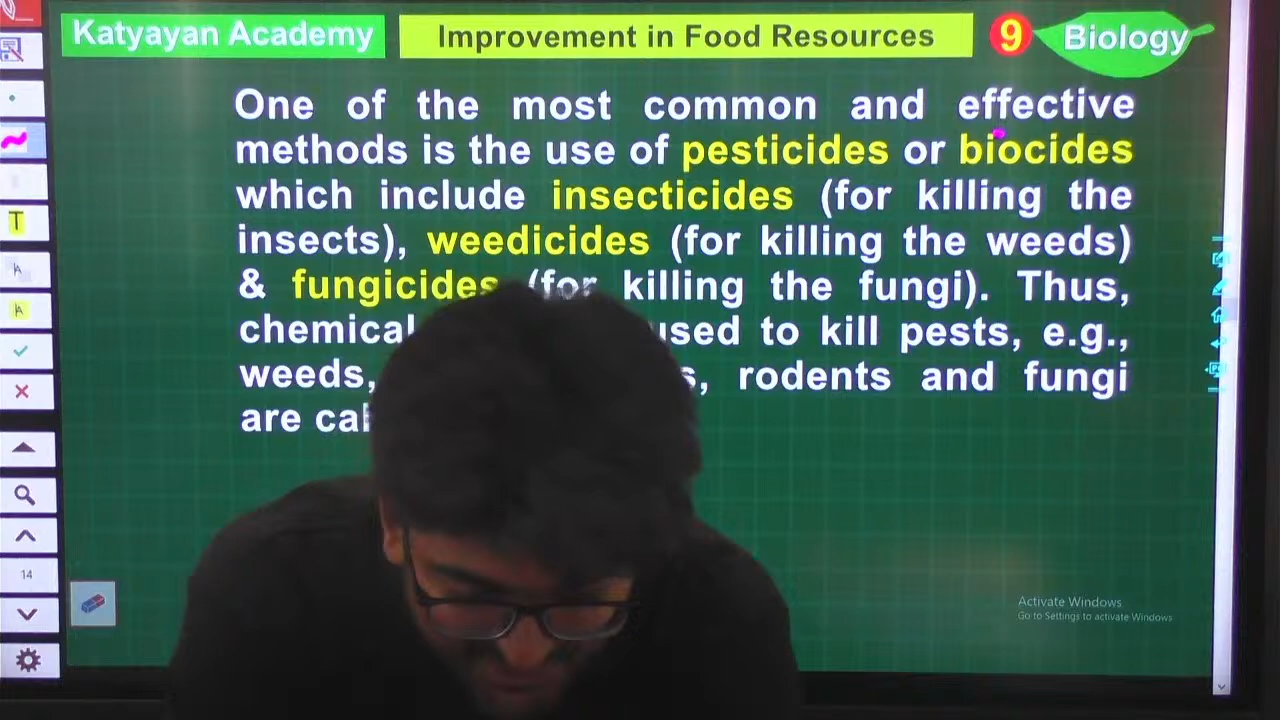 Katyayan Academy
Improvement in Food Resources
9
Biology
One of the most common and effective
methods is the use of pesticides or biocides
which include insecticides (for killing the
insects), weedicides (for killing the weeds)
& fungicides (for killing the fungi). Thus,
used to kill pests, e.g.,
weeds, rodents and fungi
are
T
A
A
14
Activate Windows
Go to Settings to activate Windows